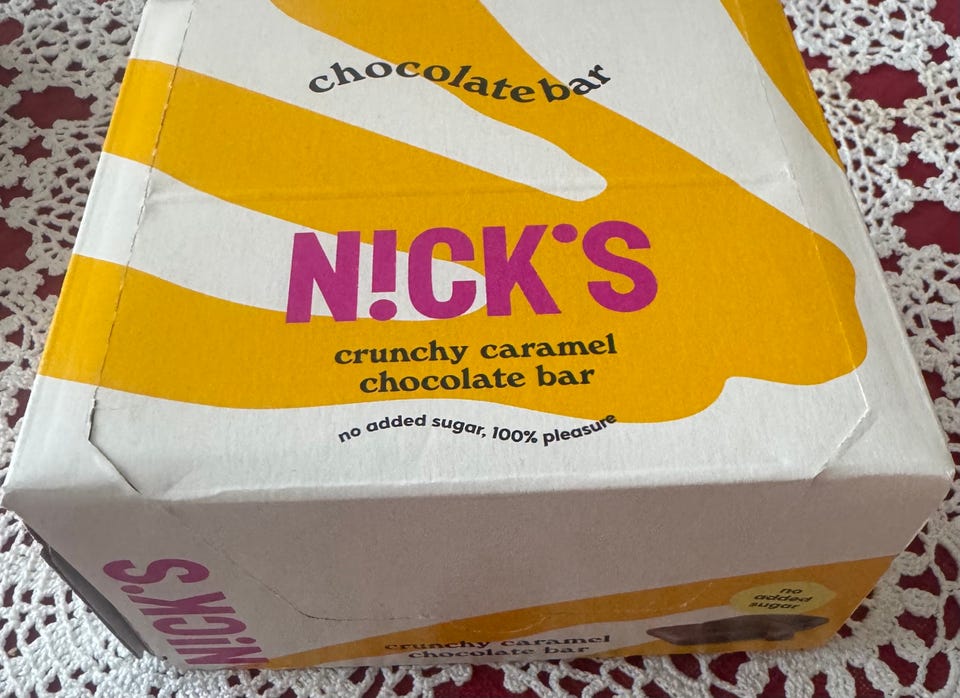 chocolate bar
N!CK'S
crunchy caramel
chocolate bar
no added sugar, 100% pleasure
N!CK'S
crunchy caramel
chocolate bar
no
added
sugar